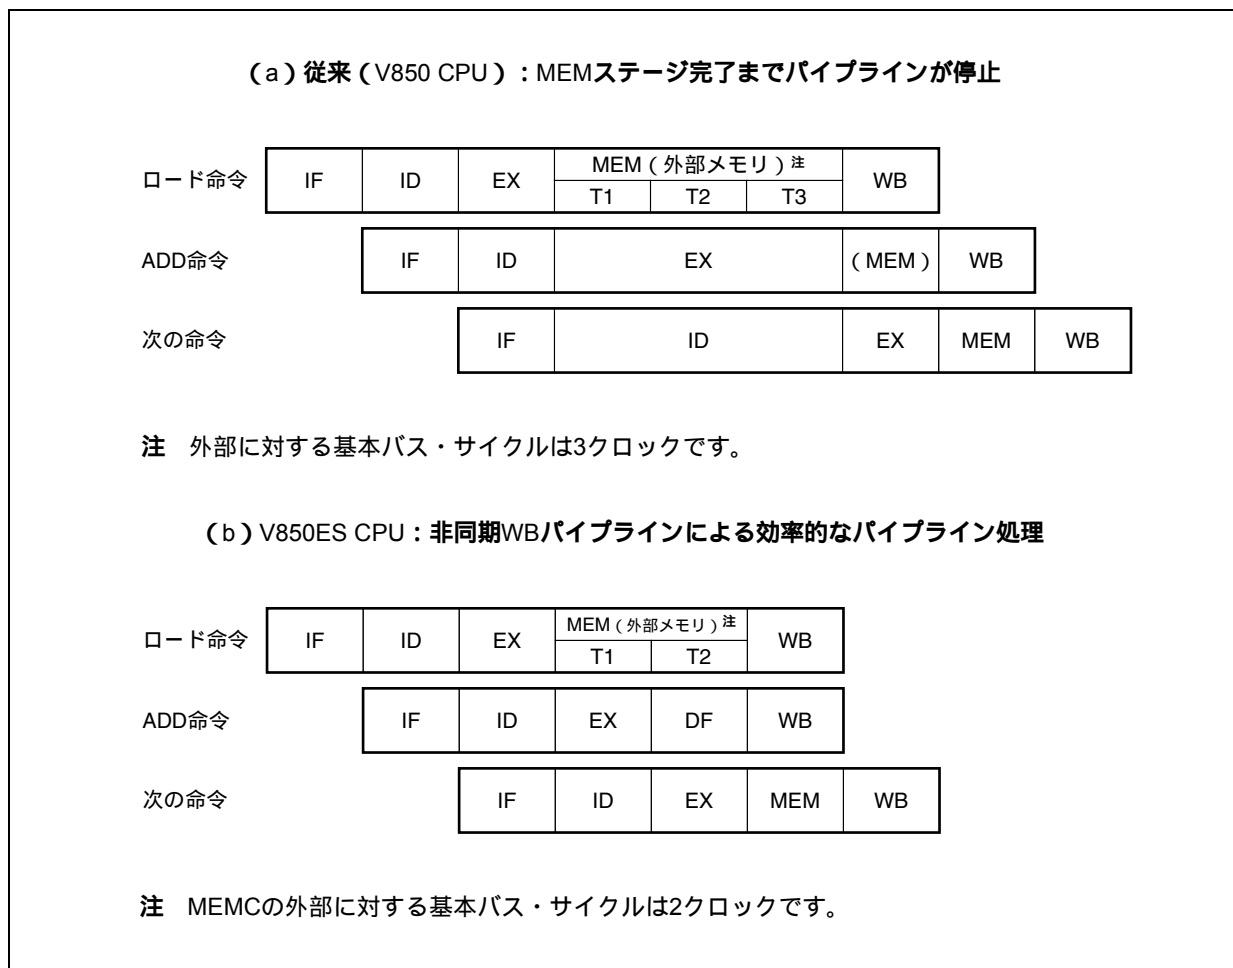 （a）従来（V850 CPU）：MEMステージ完了までパイプラインが停止
ロード命令 IF ID EX MEM（外部メモリ）注 WB
T1 T2 T3
ADD命令 IF ID EX （MEM） WB
次の命令 IF ID EX MEM WB
注 外部に対する基本バス・サイクルは3クロックです。
（b）V850ES CPU：非同期WBパイプラインによる効率的なパイプライン処理
ロード命令 IF ID EX MEM（外部メモリ）注 WB
T1 T2
ADD命令 IF ID EX DF WB
次の命令 IF ID EX MEM WB
注 MEMCの外部に対する基本バス・サイクルは2クロックです。